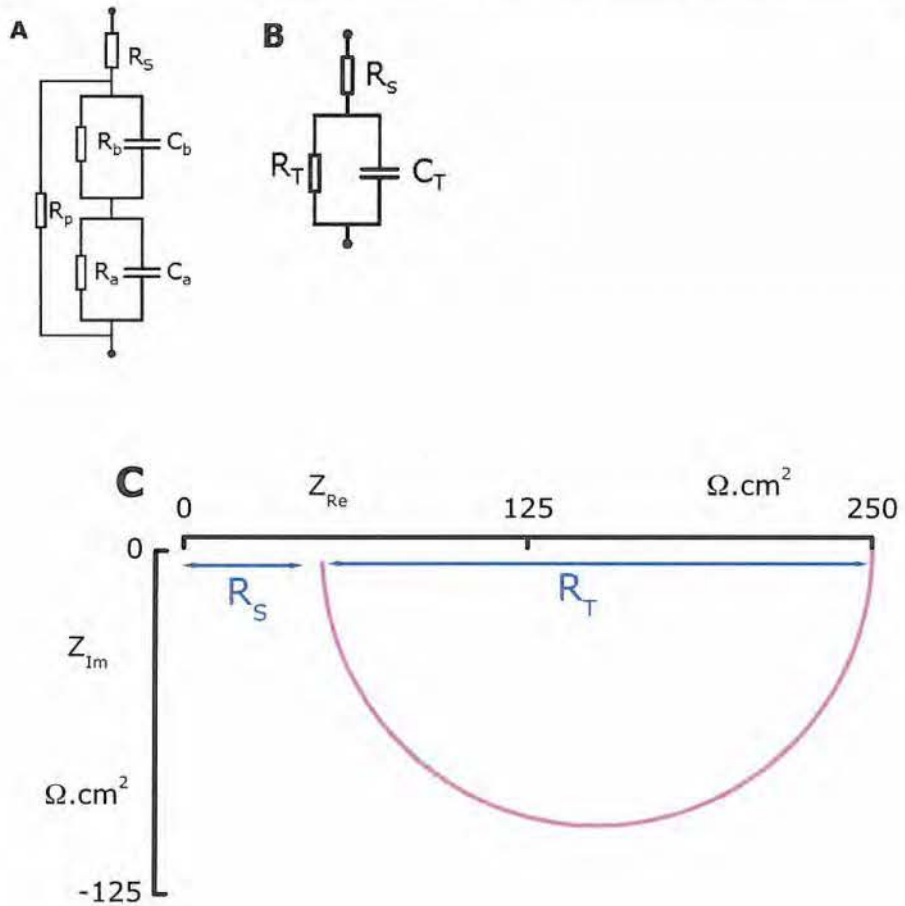 A
R_S
R_b
C_b
R_p
R_a
C_a
B
R_s
R_T
C_T
C
Z_Re
Ω.cm²
0
125
250
0
R_S
R_T
Z_Im
Ω.cm²
-125